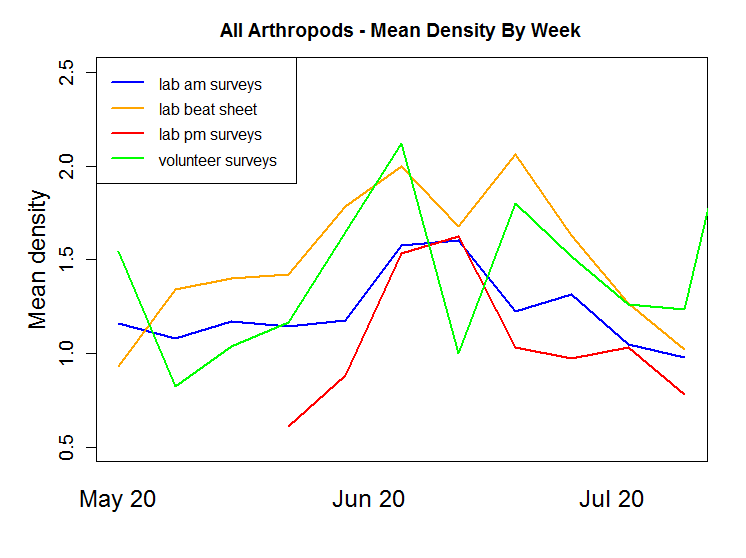 All Arthropods - Mean Density By Week
2.5
2.0
1.5
1.0
0.5
Mean density
lab am surveys
lab beat sheet
lab pm surveys
volunteer surveys
May 20
Jun 20
Jul 20